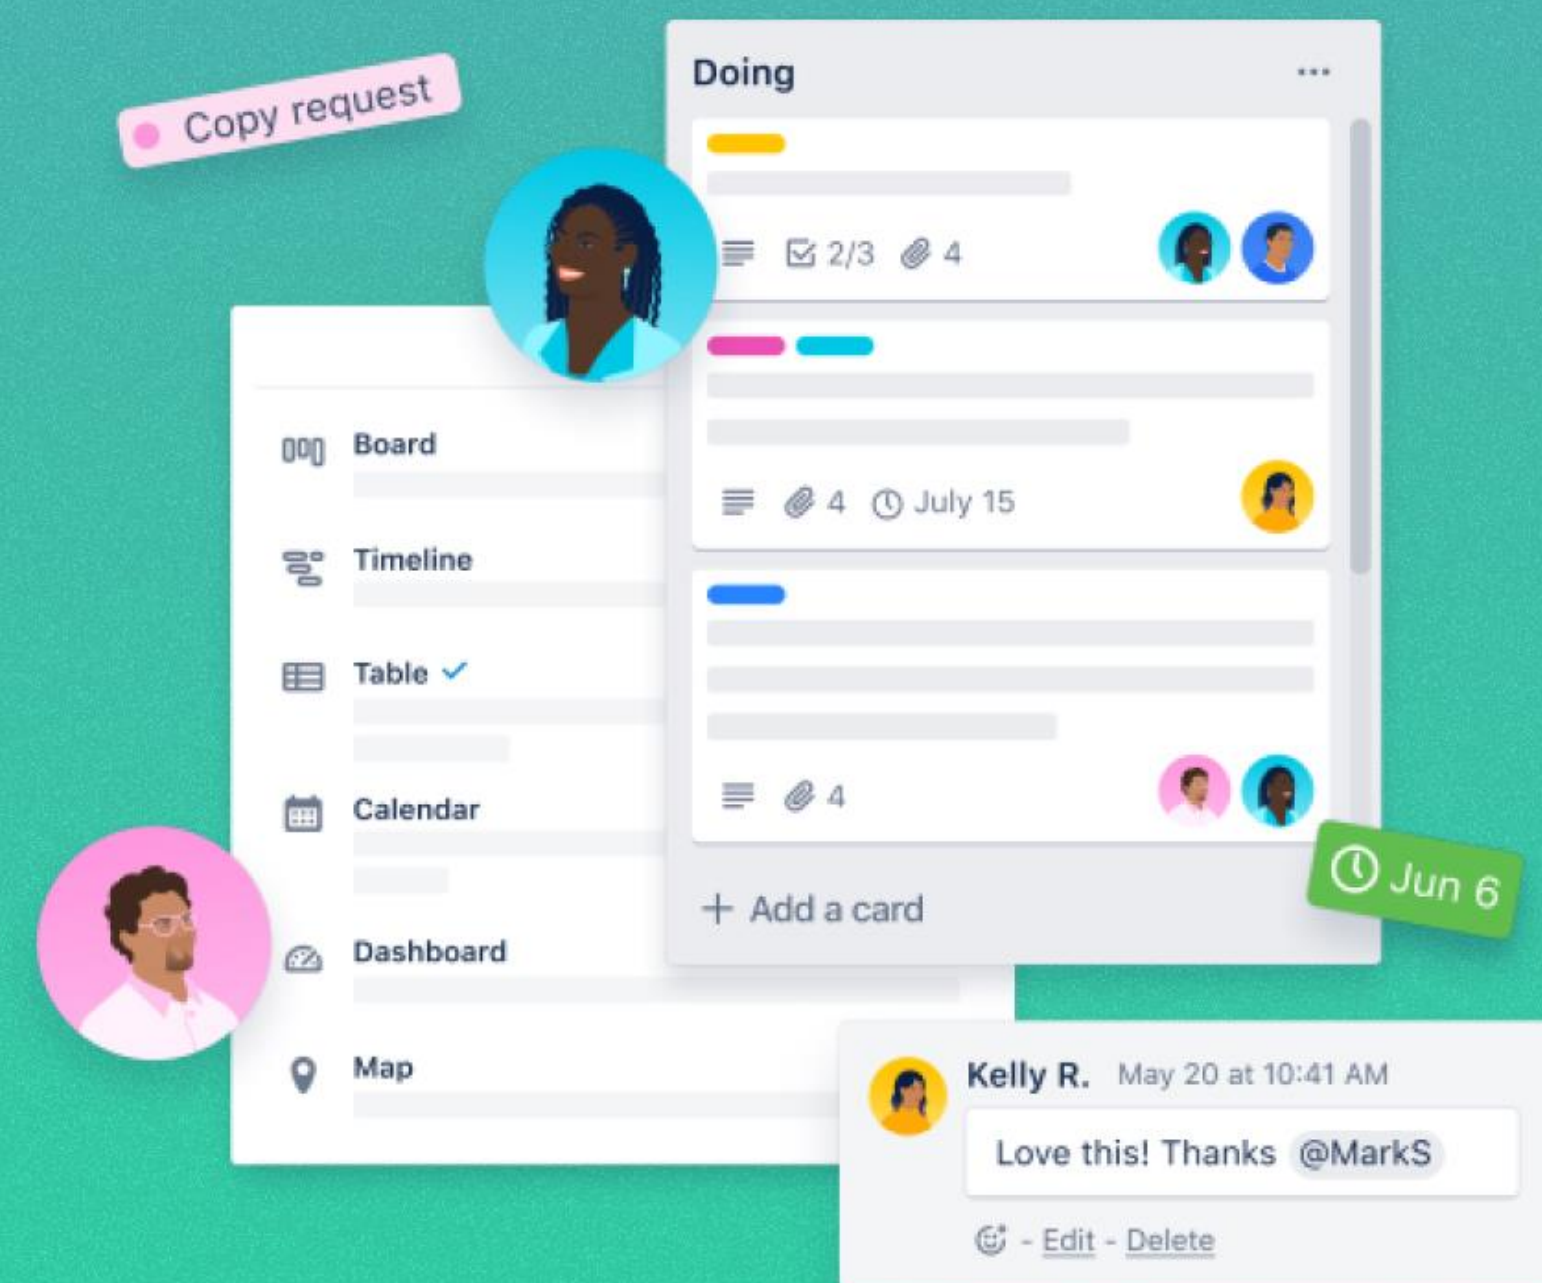 Copy request
Doing
2/3 4
4 July 15
4
+ Add a card
Jun 6
Board
Timeline
Table
Calendar
Dashboard
Map
Kelly R. May 20 at 10:41 AM
Love this! Thanks @MarkS
- Edit - Delete